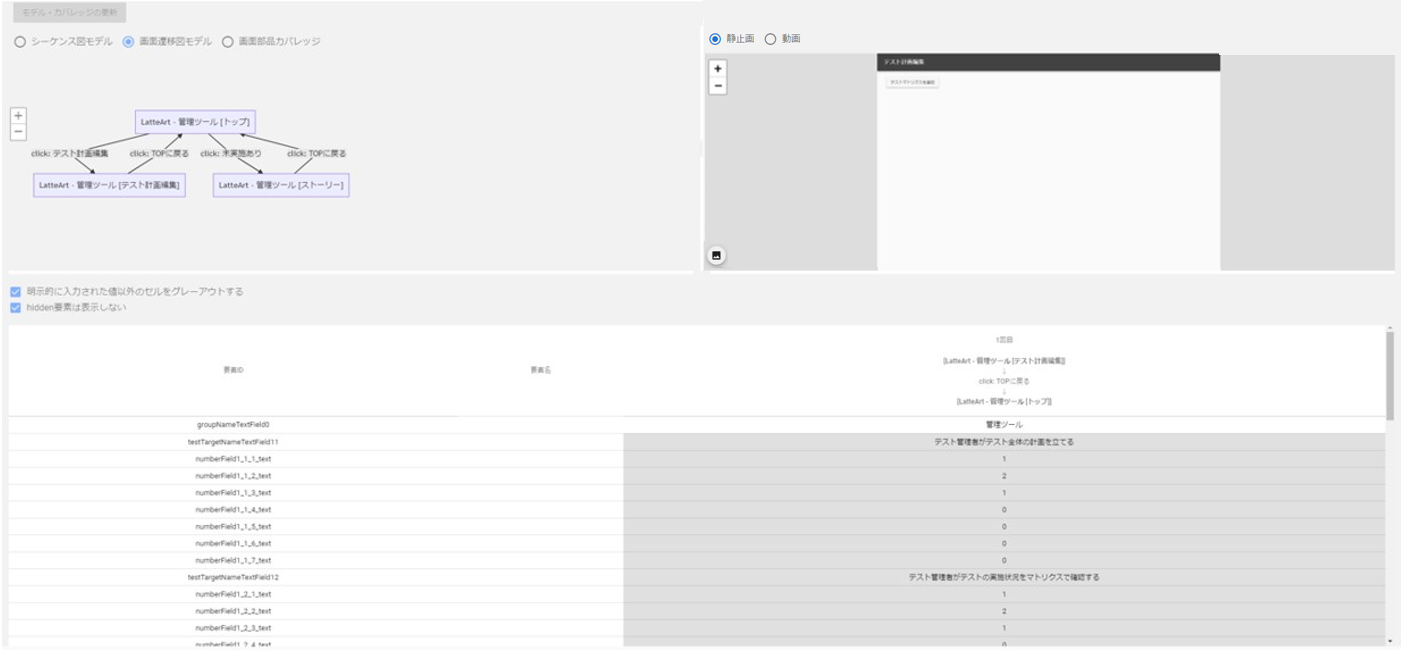 モデル・カバレッジの更新
シーケンス図モデル 画面遷移図モデル 画面部品カバレッジ
静止画 動画
テスト計画編集
テストマトリクスを選択
LatteArt - 管理ツール [トップ]
click: テスト計画編集 click: TOPに戻る click: 未実施あり click: TOPに戻る
LatteArt - 管理ツール [テスト計画編集] LatteArt - 管理ツール [ストーリー]
明示的に入力された値以外のセルをグレーアウトする
hidden要素は表示しない
要素ID 要素名
1回目
[LatteArt - 管理ツール [テスト計画編集]]
↓
click: TOPに戻る
↓
[LatteArt - 管理ツール [トップ]]
groupNameTextField0 管理ツール
testTargetNameTextField11 テスト管理者がテスト全体の計画を立てる
numberField1_1_1_text 1
numberField1_1_2_text 2
numberField1_1_3_text 1
numberField1_1_4_text 0
numberField1_1_5_text 0
numberField1_1_6_text 0
numberField1_1_7_text 0
testTargetNameTextField12 テスト管理者がテストの実施状況をマトリクスで確認する
numberField1_2_1_text 1
numberField1_2_2_text 2
numberField1_2_3_text 1
numberField1_2_4_text 0